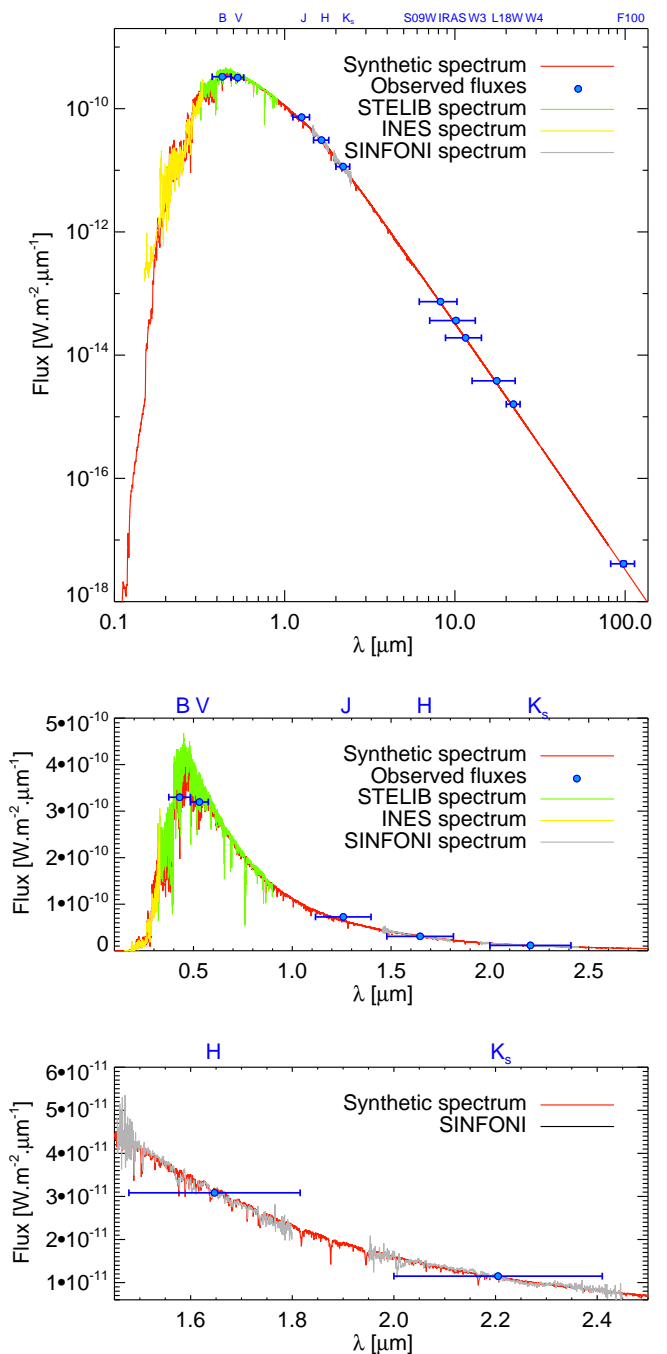 B V J H Ks S09W IRAS W3 L18W W4 F100
Synthetic spectrum
Observed fluxes
STELIB spectrum
INES spectrum
SINFONI spectrum
10-10
10-12
10-14
10-16
10-18
Flux [W.m-2.μm-1]
0.1 1.0 10.0 100.0
λ [μm]
B V J H Ks
5•10-10
4•10-10
3•10-10
2•10-10
1•10-10
0
Flux [W.m-2.μm-1]
Synthetic spectrum
Observed fluxes
STELIB spectrum
INES spectrum
SINFONI spectrum
0.5 1.0 1.5 2.0 2.5
λ [μm]
H Ks
6•10-11
5•10-11
4•10-11
3•10-11
2•10-11
1•10-11
Flux [W.m-2.μm-1]
Synthetic spectrum
SINFONI
1.6 1.8 2.0 2.2 2.4
λ [μm]